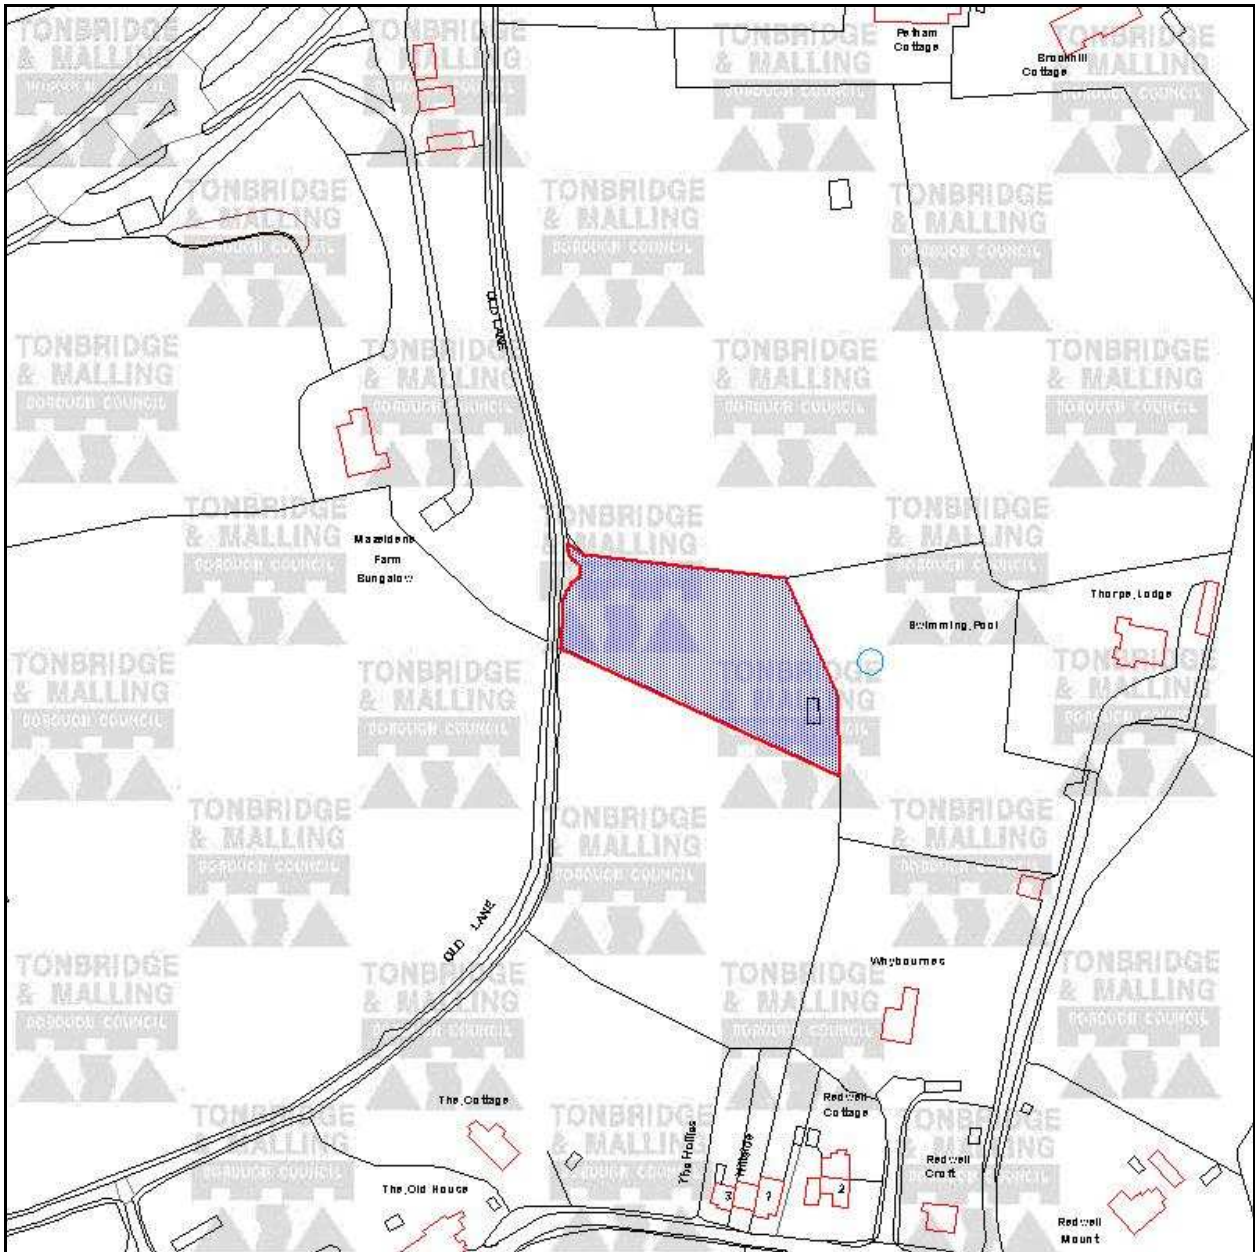 Pelham
Cottage
Brookhill
Cottage
OLD LANE
Mazeldene
Farm
Bungalow
Thorpe Lodge
Swimming Pool
OLD LANE
Whybournes
The Cottage
Redwell
Cottage
The Hollies
Hillside
Redwell
Croft
The Old House
3
1
2
Redwell
Mount
TONBRIDGE
& MALLING
BOROUGH COUNCIL